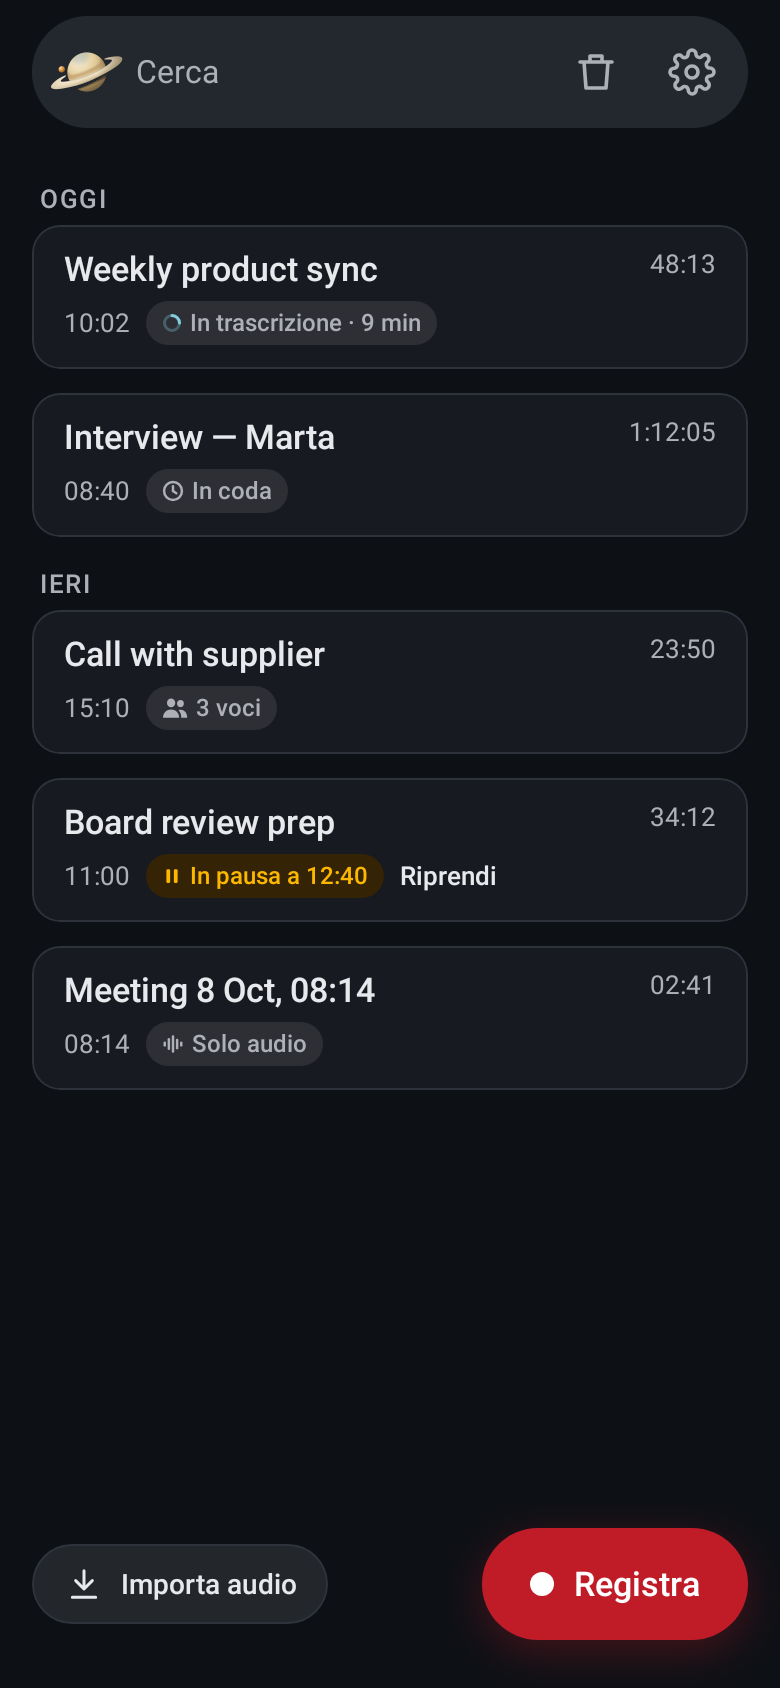 Cerca
OGGI
Weekly product sync 48:13
10:02 In trascrizione · 9 min
Interview — Marta 1:12:05
08:40 In coda
IERI
Call with supplier 23:50
15:10 3 voci
Board review prep 34:12
11:00 In pausa a 12:40 Riprendi
Meeting 8 Oct, 08:14 02:41
08:14 Solo audio
Importa audio Registra